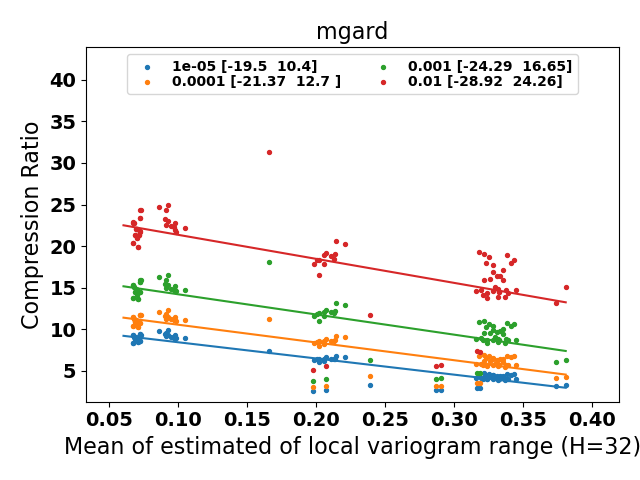 mgard
1e-05 [-19.5 10.4]
0.0001 [-21.37 12.7 ]
0.001 [-24.29 16.65]
0.01 [-28.92 24.26]
Compression Ratio
40
35
30
25
20
15
10
5
0.05 0.10 0.15 0.20 0.25 0.30 0.35 0.40
Mean of estimated of local variogram range (H=32)